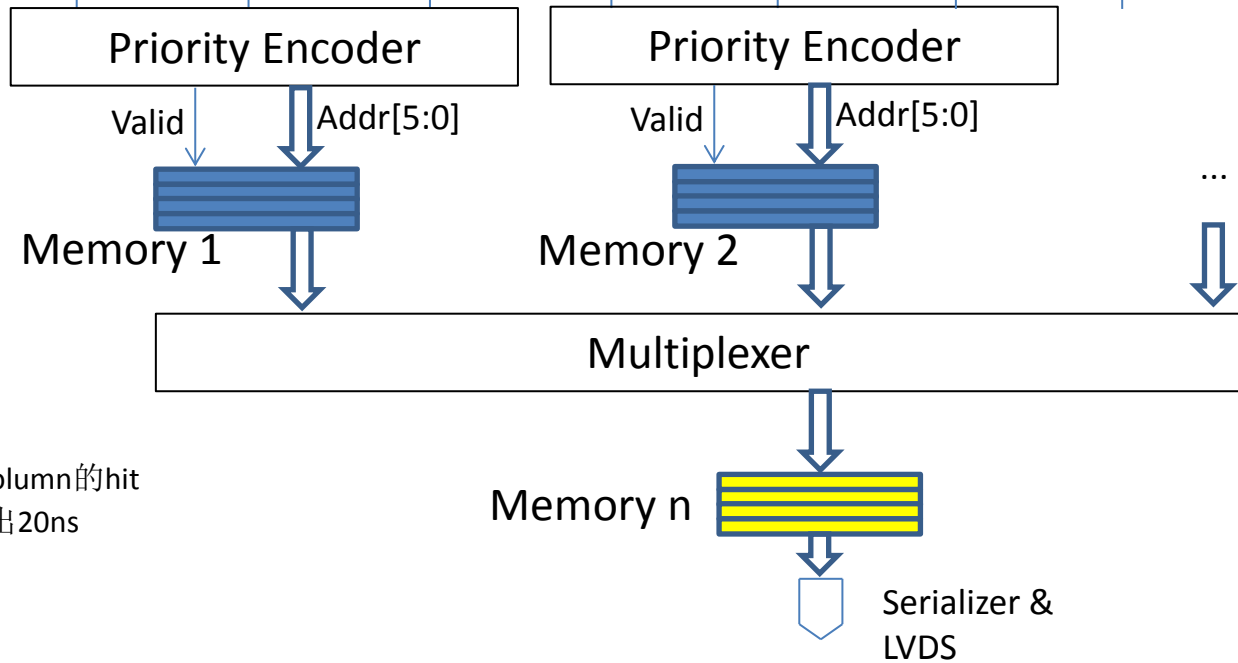 Priority Encoder
Priority Encoder
Valid
Addr[5:0]
Valid
Addr[5:0]
...
Memory 1
Memory 2
Multiplexer
olumn的hit
出20ns
Memory n
Serializer &
LVDS